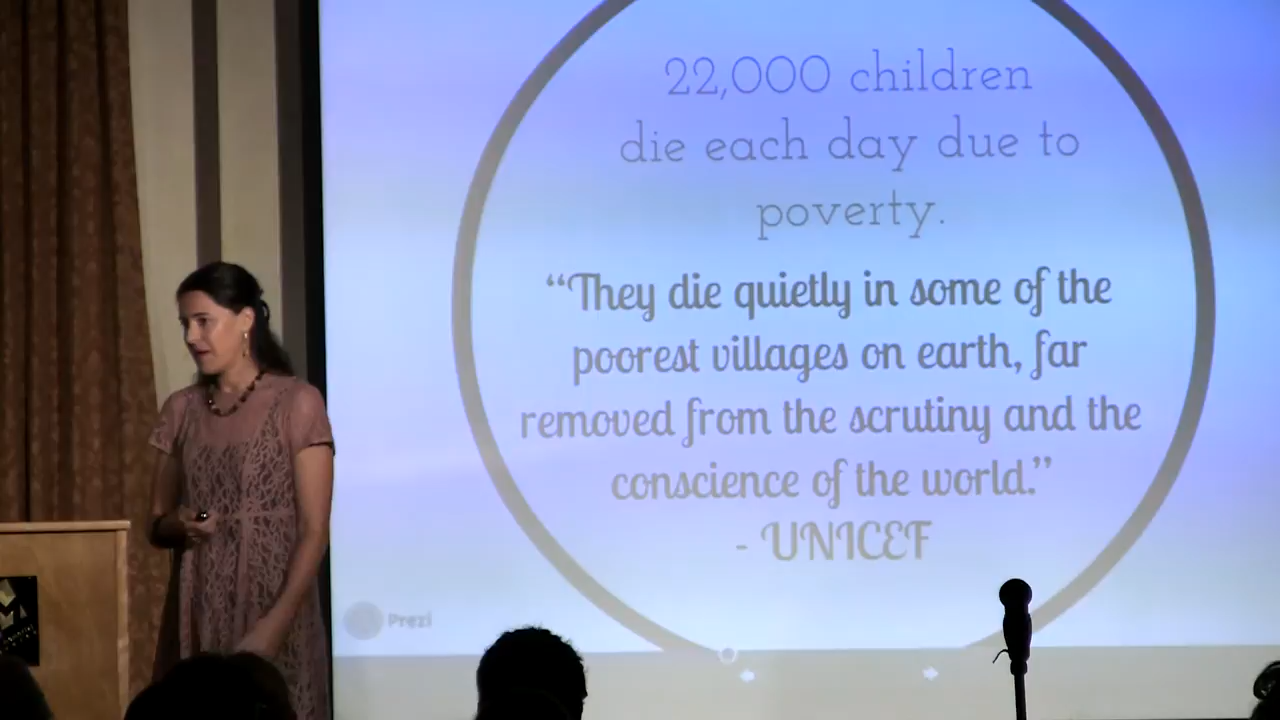 22,000 children
die each day due to
poverty.
“They die quietly in some of the
poorest villages on earth, far
removed from the scrutiny and the
conscience of the world.”
- UNICEF
Prezi